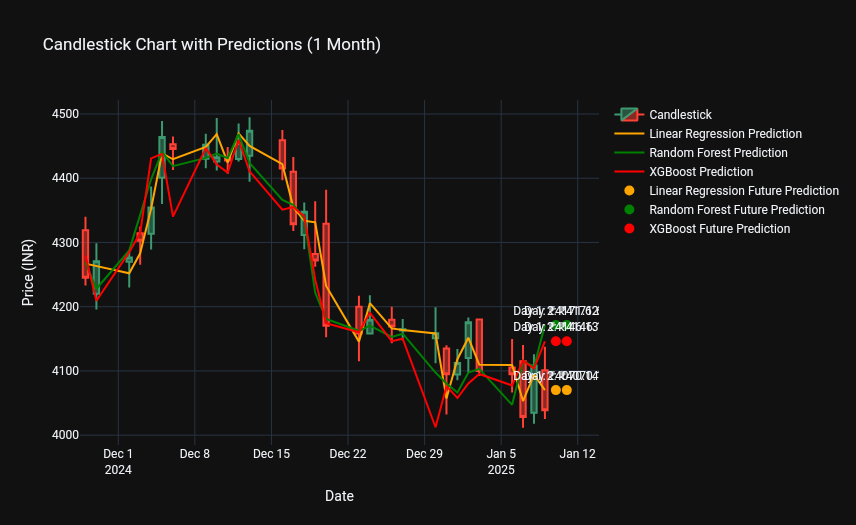 Candlestick Chart with Predictions (1 Month)
4500
4400
4300
4200
4100
4000
Price (INR)
Dec 1
2024
Dec 8
Dec 15
Dec 22
Dec 29
Jan 5
2025
Jan 12
Date
Candlestick
Linear Regression Prediction
Random Forest Prediction
XGBoost Prediction
Linear Regression Future Prediction
Random Forest Future Prediction
XGBoost Future Prediction